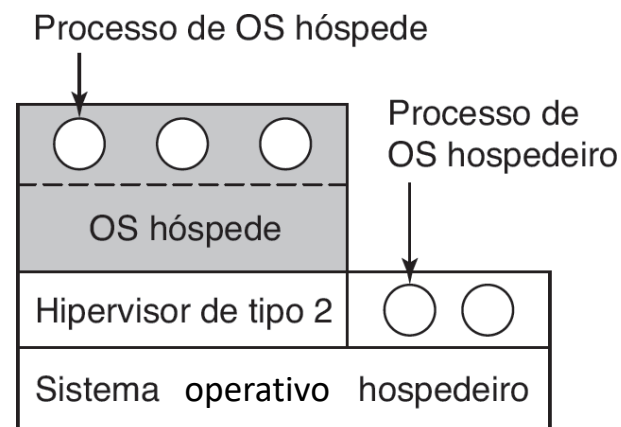 Processo de OS hóspede
Processo de
OS hospedeiro
OS hóspede
Hipervisor de tipo 2
Sistema operativo hospedeiro